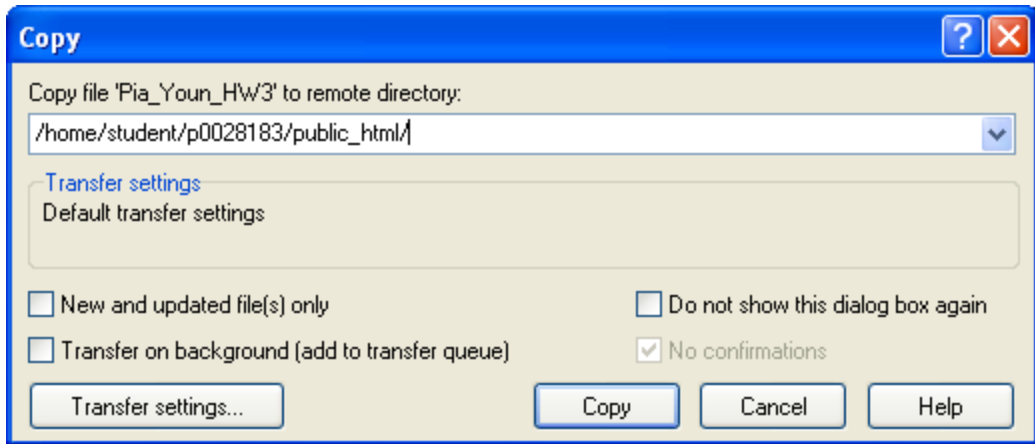 Copy
Copy file 'Pia_Youn_HW3' to remote directory:
/home/student/p0028183/public_html/
Transfer settings
Default transfer settings
New and updated file(s) only
Do not show this dialog box again
Transfer on background (add to transfer queue)
No confirmations
Transfer settings...
Copy
Cancel
Help